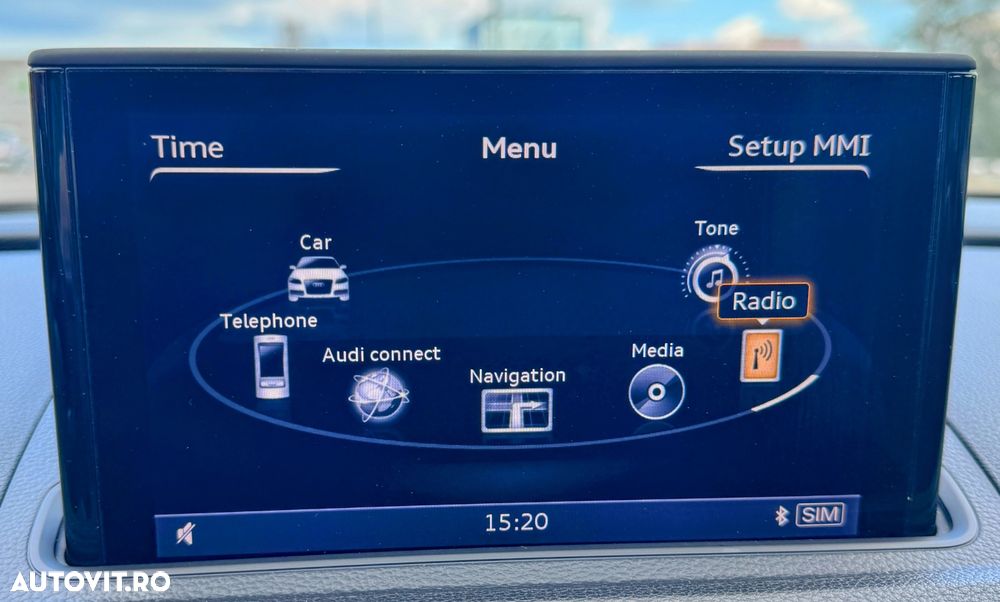 Time
Menu
Setup MMI
Car
Tone
Radio
Telephone
Audi connect
Media
Navigation
15:20
SIM
AUTOVIT.RO